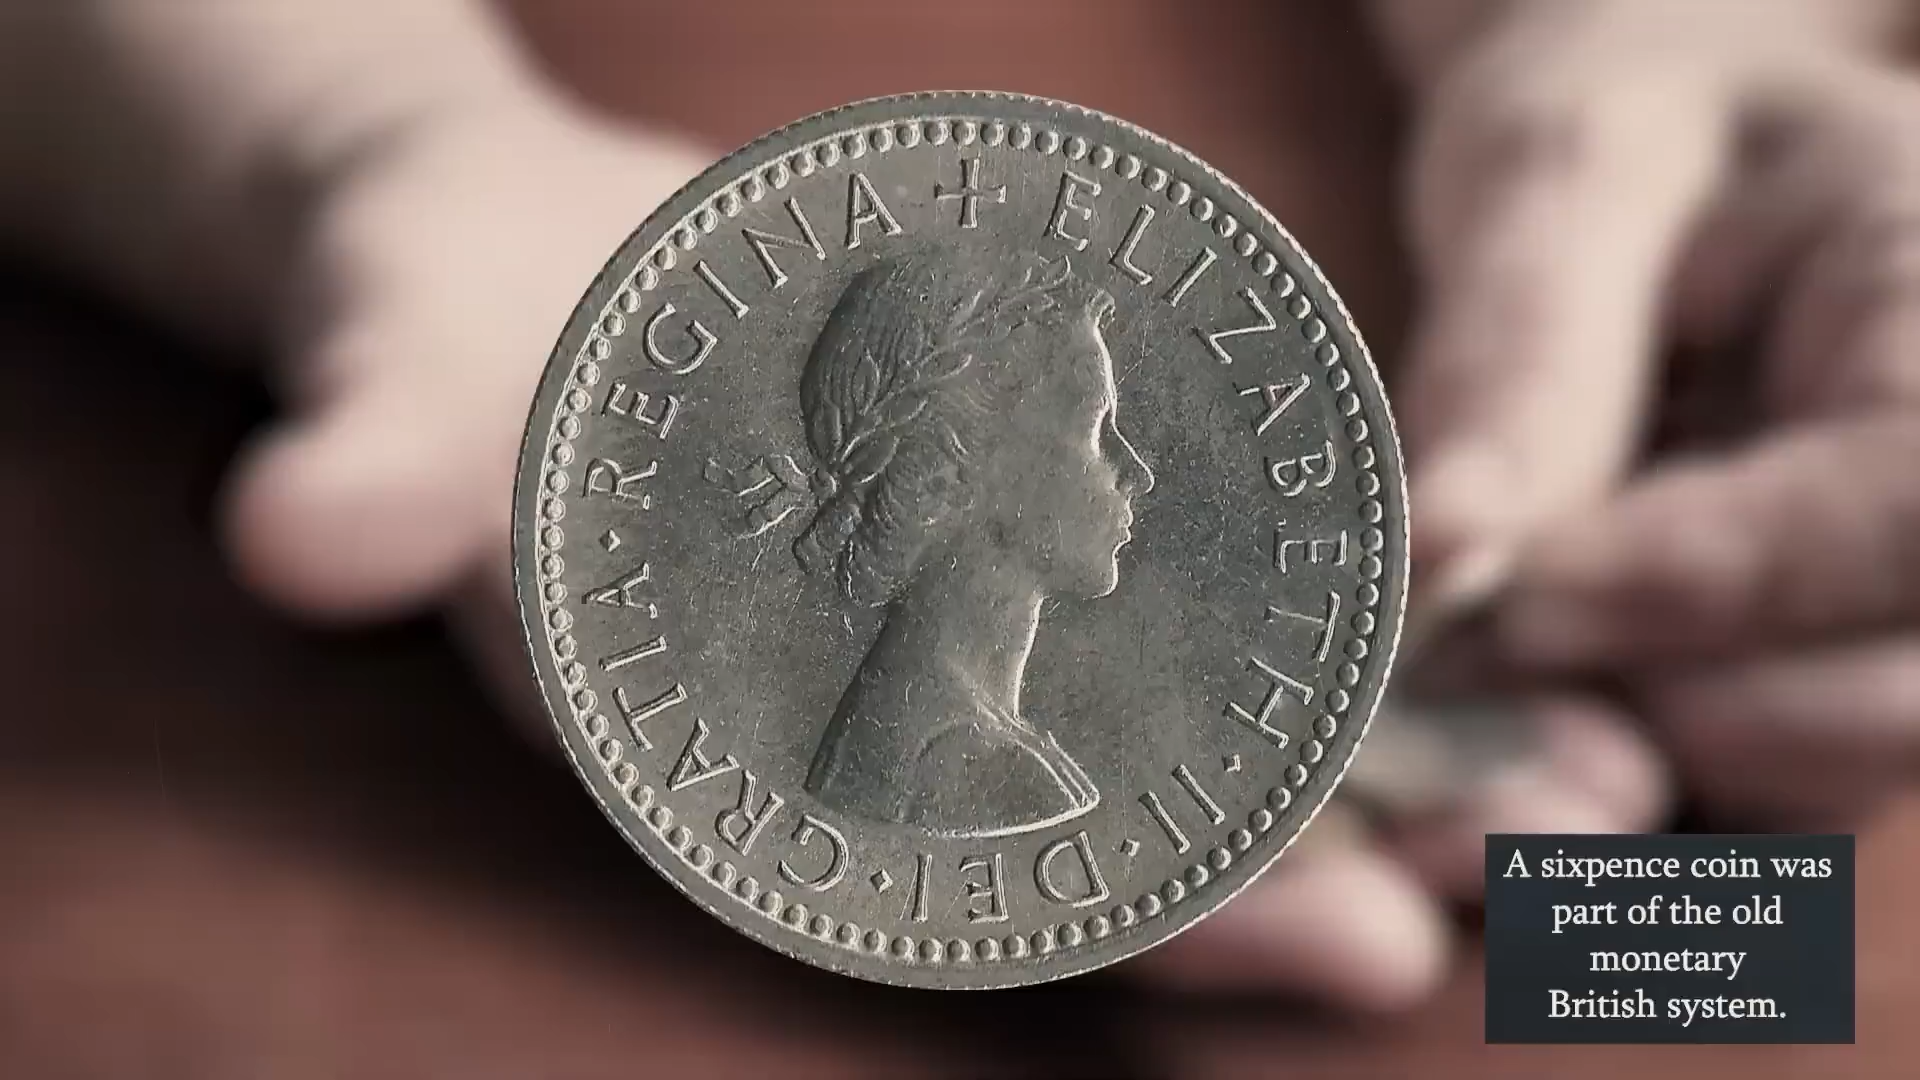 + ELIZABETH · II · DEI · GRATIA · REGINA
A sixpence coin was
part of the old
monetary
British system.